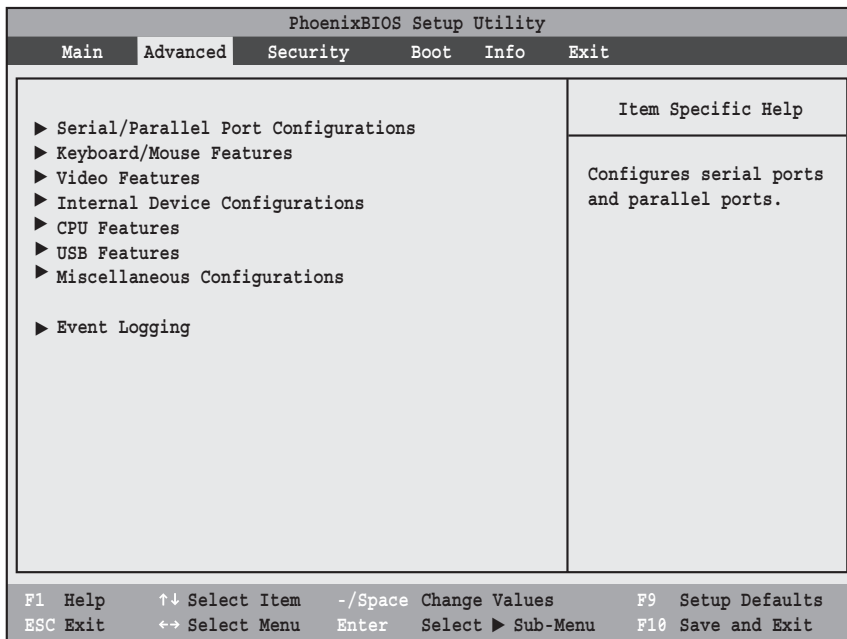 PhoenixBIOS Setup Utility
Main Advanced Security Boot Info Exit
▶ Serial/Parallel Port Configurations
▶ Keyboard/Mouse Features
▶ Video Features
▶ Internal Device Configurations
▶ CPU Features
▶ USB Features
▶ Miscellaneous Configurations
▶ Event Logging
Item Specific Help
Configures serial ports
and parallel ports.
F1 Help ↑↓ Select Item -/Space Change Values F9 Setup Defaults
ESC Exit ←→ Select Menu Enter Select ▶ Sub-Menu F10 Save and Exit